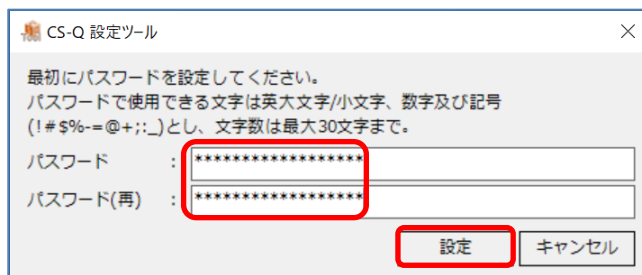 CS-Q 設定ツール
最初にパスワードを設定してください。
パスワードで使用できる文字は英大文字/小文字、数字及び記号
(!#$%-=@+;:_)とし、文字数は最大30文字まで。
パスワード : ******************
パスワード(再) : ******************
設定 キャンセル